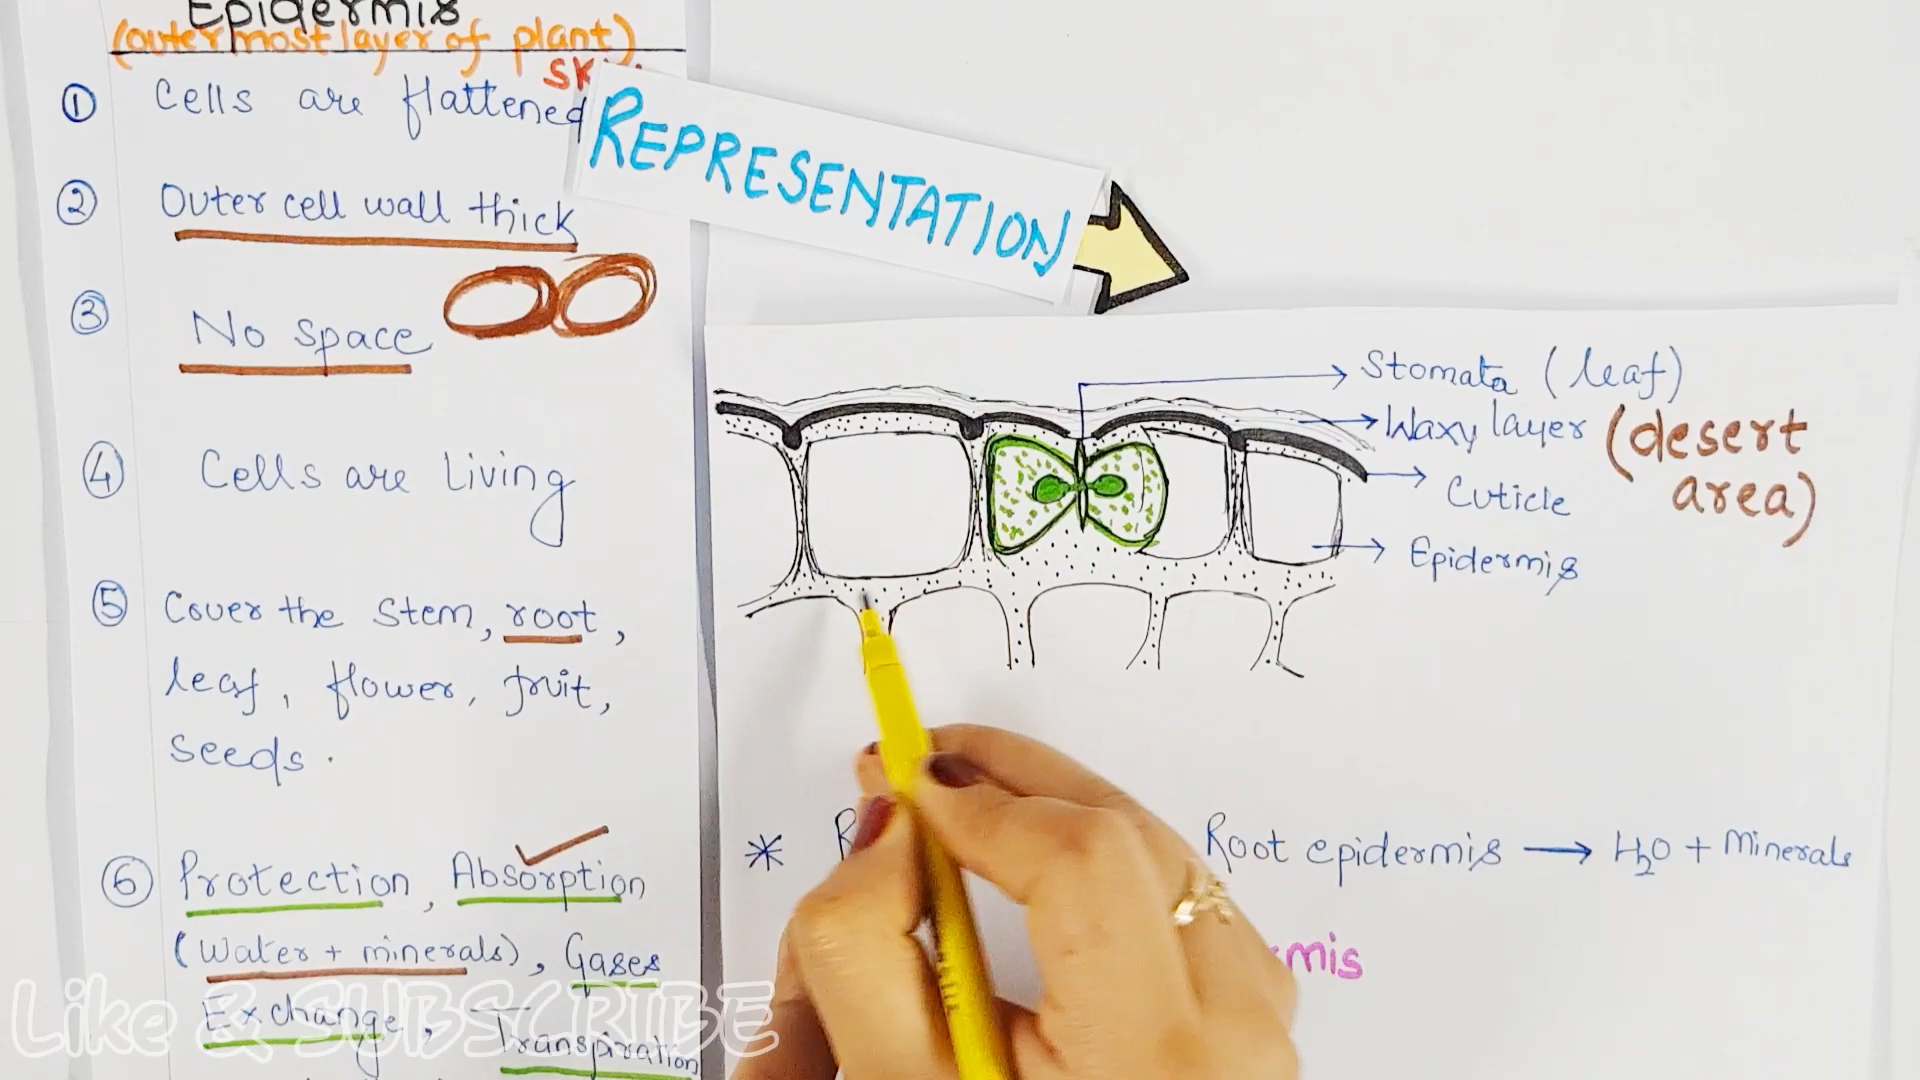 Epidermis
(outer most layer of plant)
① Cells are flattened
② Outer cell wall thick
③ No space
④ Cells are Living
⑤ Cover the Stem, root,
leaf, flower, fruit,
seeds.
⑥ Protection, Absorption
(Water + minerals), Gases
Exchange, Transpiration
REPRESENTATION
Stomata (leaf)
Waxy layer (desert
area)
Cuticle
Epidermis
* Root epidermis → H2O + Minerals
Like & SUBSCRIBE